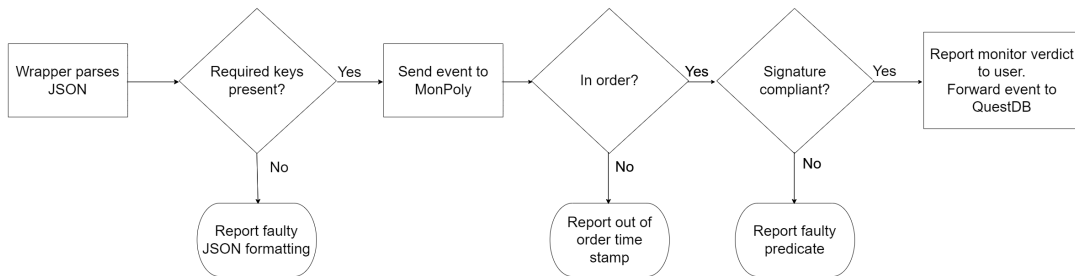 Wrapper parses
JSON
Required keys
present?
Yes
Send event to
MonPoly
In order?
Yes
Signature
compliant?
Yes
Report monitor verdict
to user.
Forward event to
QuestDB
No
No
No
Report faulty
JSON formatting
Report out of
order time
stamp
Report faulty
predicate